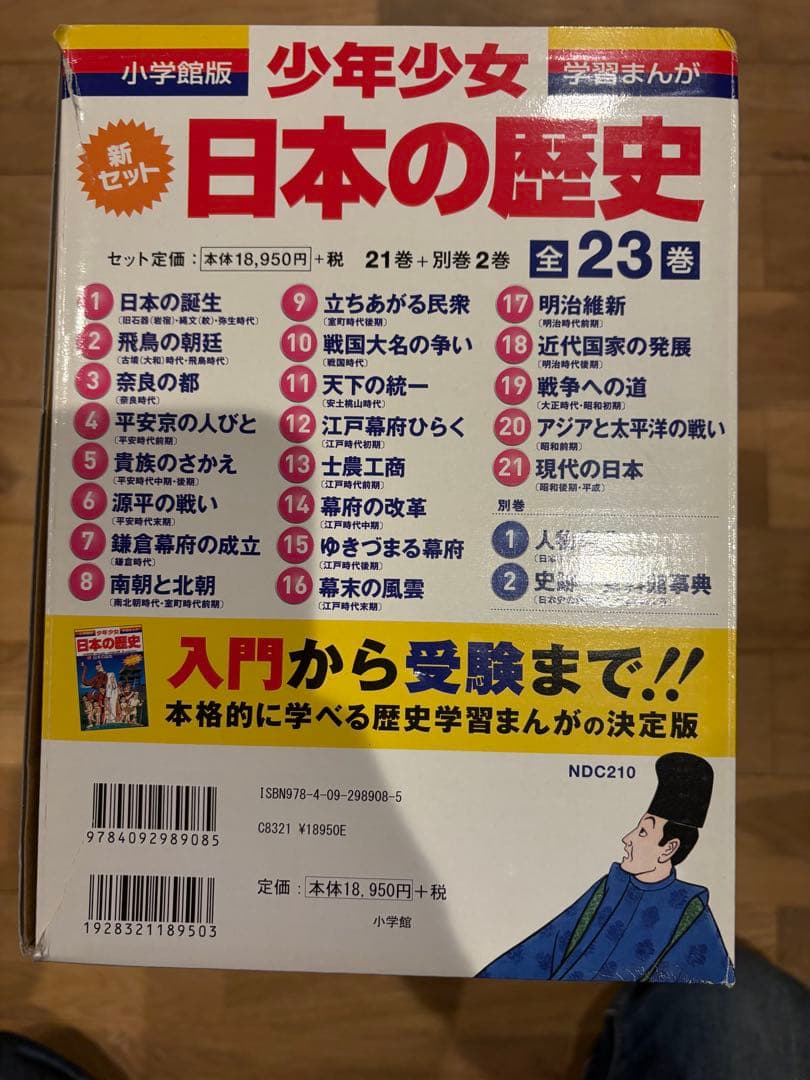 小学館版 少年少女 学習まんが
新セット
日本の歴史
セット定価：本体18,950円＋税 21巻＋別巻2巻 全23巻
1 日本の誕生
（旧石器（岩宿）・縄文（紋）・弥生時代）
2 飛鳥の朝廷
（古墳（大和）時代・飛鳥時代）
3 奈良の都
（奈良時代）
4 平安京の人びと
（平安時代前期）
5 貴族のさかえ
（平安時代中期・後期）
6 源平の戦い
（平安時代末期）
7 鎌倉幕府の成立
（鎌倉時代）
8 南朝と北朝
（南北朝時代・室町時代前期）
9 立ちあがる民衆
（室町時代後期）
10 戦国大名の争い
（戦国時代）
11 天下の統一
（安土桃山時代）
12 江戸幕府ひらく
（江戸時代初期）
13 士農工商
（江戸時代前期）
14 幕府の改革
（江戸時代中期）
15 ゆきづまる幕府
（江戸時代後期）
16 幕末の風雲
（江戸時代末期）
17 明治維新
（明治時代前期）
18 近代国家の発展
（明治時代後期）
19 戦争への道
（大正時代・昭和初期）
20 アジアと太平洋の戦い
（昭和前期）
21 現代の日本
（昭和後期・平成）
別巻
1 人物
2 史跡 事典
少年少女
日本の歴史
入門から受験まで!!
本格的に学べる歴史学習まんがの決定版
NDC210
ISBN978-4-09-298908-5
9784092989085
C8321 ¥18950E
1928321189503
定価：本体18,950円＋税
小学館